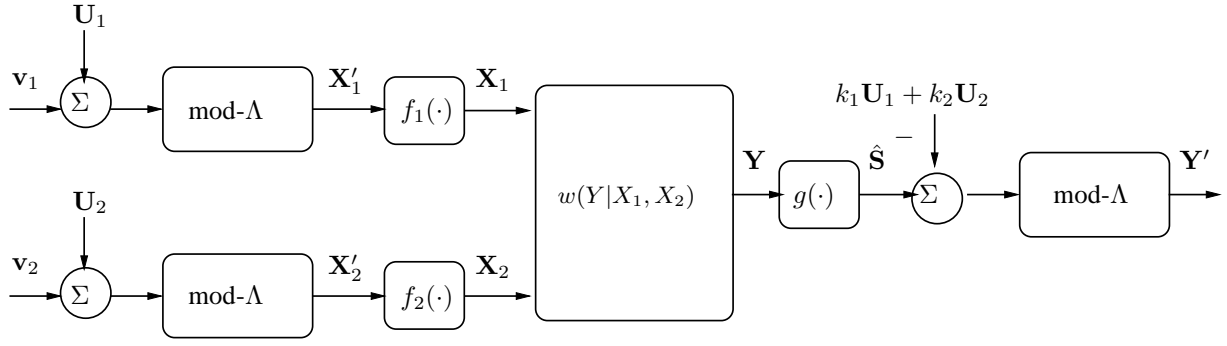 U₁
v₁
Σ
mod-Λ
X′₁
f₁(·)
X₁
U₂
v₂
Σ
mod-Λ
X′₂
f₂(·)
X₂
w(Y|X₁, X₂)
Y
g(·)
Ŝ
k₁U₁ + k₂U₂
−
Σ
mod-Λ
Y′